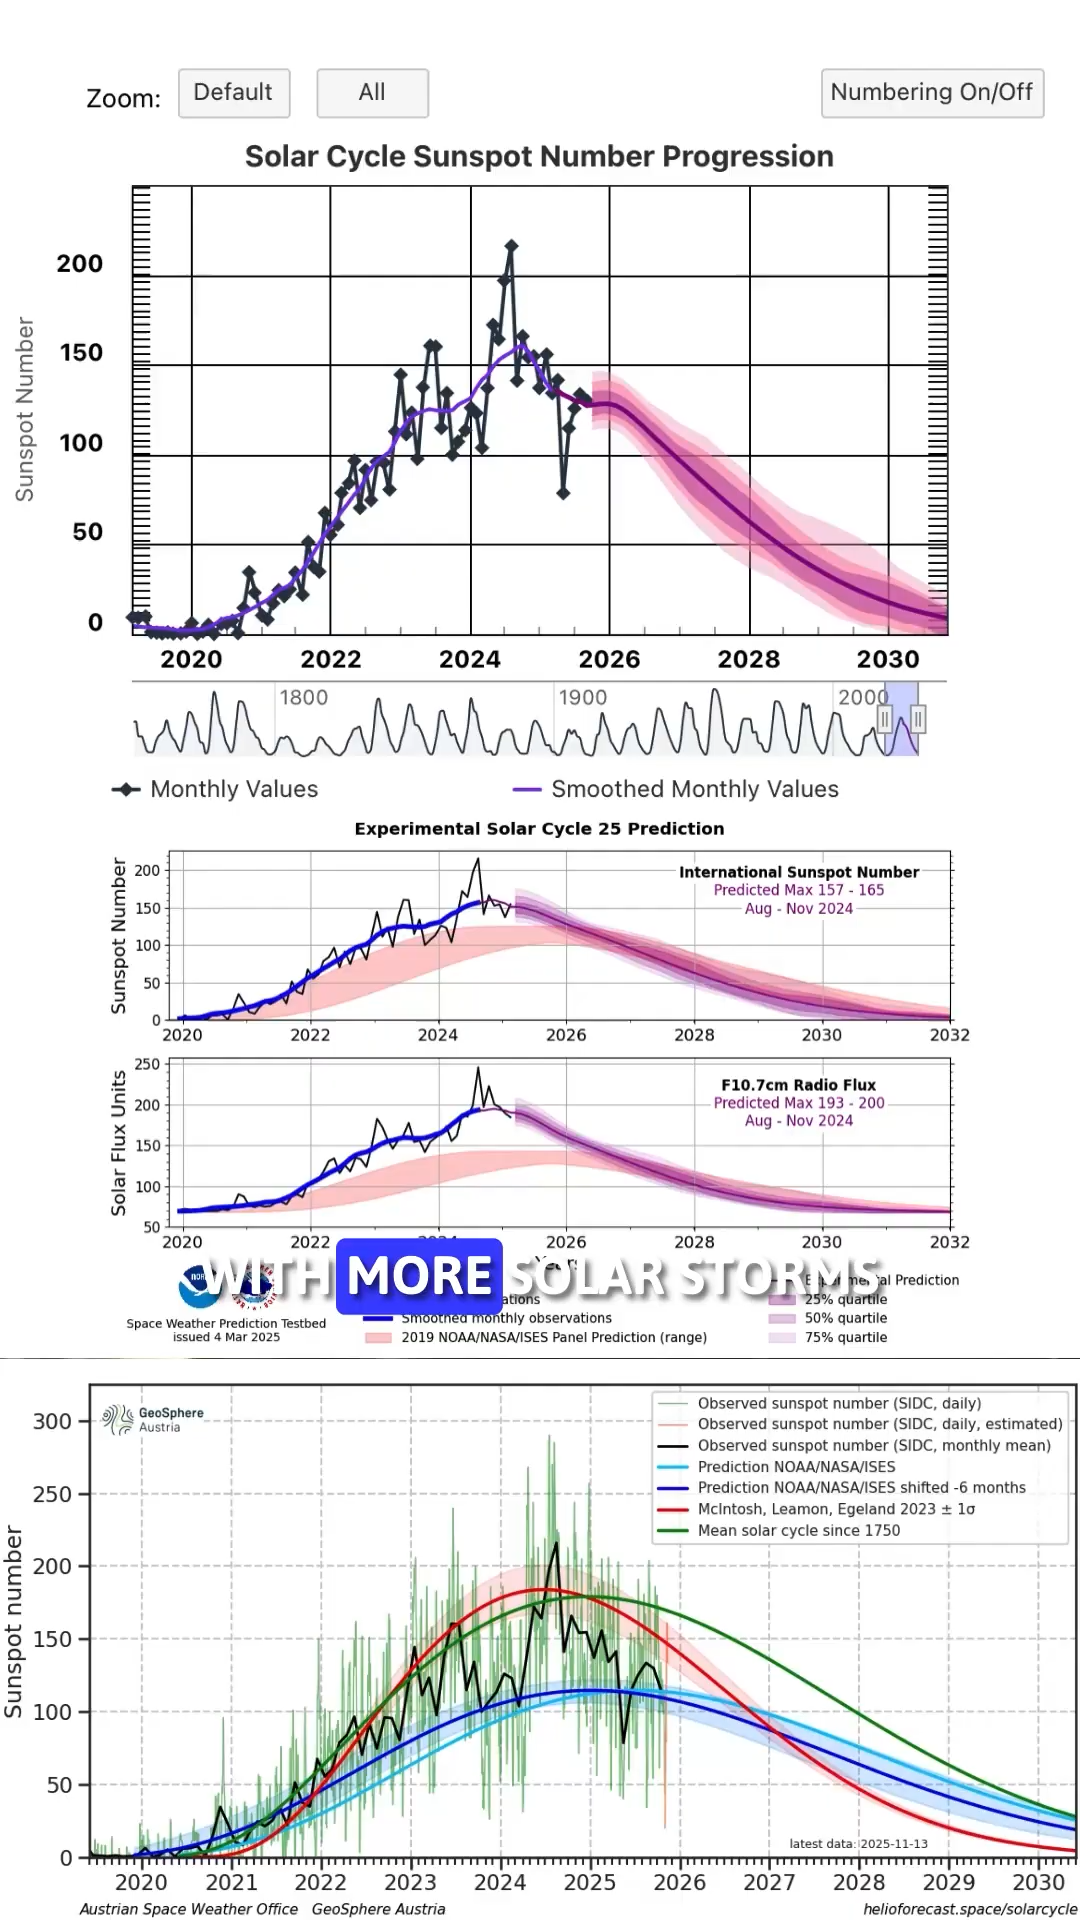 Zoom: Default All Numbering On/Off
Solar Cycle Sunspot Number Progression
Sunspot Number
200
150
100
50
0
2020 2022 2024 2026 2028 2030
1800 1900 2000
Monthly Values Smoothed Monthly Values
Experimental Solar Cycle 25 Prediction
Sunspot Number
200
150
100
50
0
International Sunspot Number
Predicted Max 157 - 165
Aug - Nov 2024
2020 2022 2024 2026 2028 2030 2032
Solar Flux Units
250
200
150
100
50
F10.7cm Radio Flux
Predicted Max 193 - 200
Aug - Nov 2024
2020 2022 2026 2028 2030 2032
WITH MORE SOLAR STORMS
Prediction
25% quartile
Smoothed monthly observations
50% quartile
2019 NOAA/NASA/ISES Panel Prediction (range)
75% quartile
Space Weather Prediction Testbed
issued 4 Mar 2025
GeoSphere
Austria
Sunspot number
300
250
200
150
100
50
0
Observed sunspot number (SIDC, daily)
Observed sunspot number (SIDC, daily, estimated)
Observed sunspot number (SIDC, monthly mean)
Prediction NOAA/NASA/ISES
Prediction NOAA/NASA/ISES shifted -6 months
McIntosh, Leamon, Egeland 2023 ± 1σ
Mean solar cycle since 1750
latest data: 2025-11-13
2020 2021 2022 2023 2024 2025 2026 2027 2028 2029 2030
Austrian Space Weather Office GeoSphere Austria
helioforecast.space/solarcycle